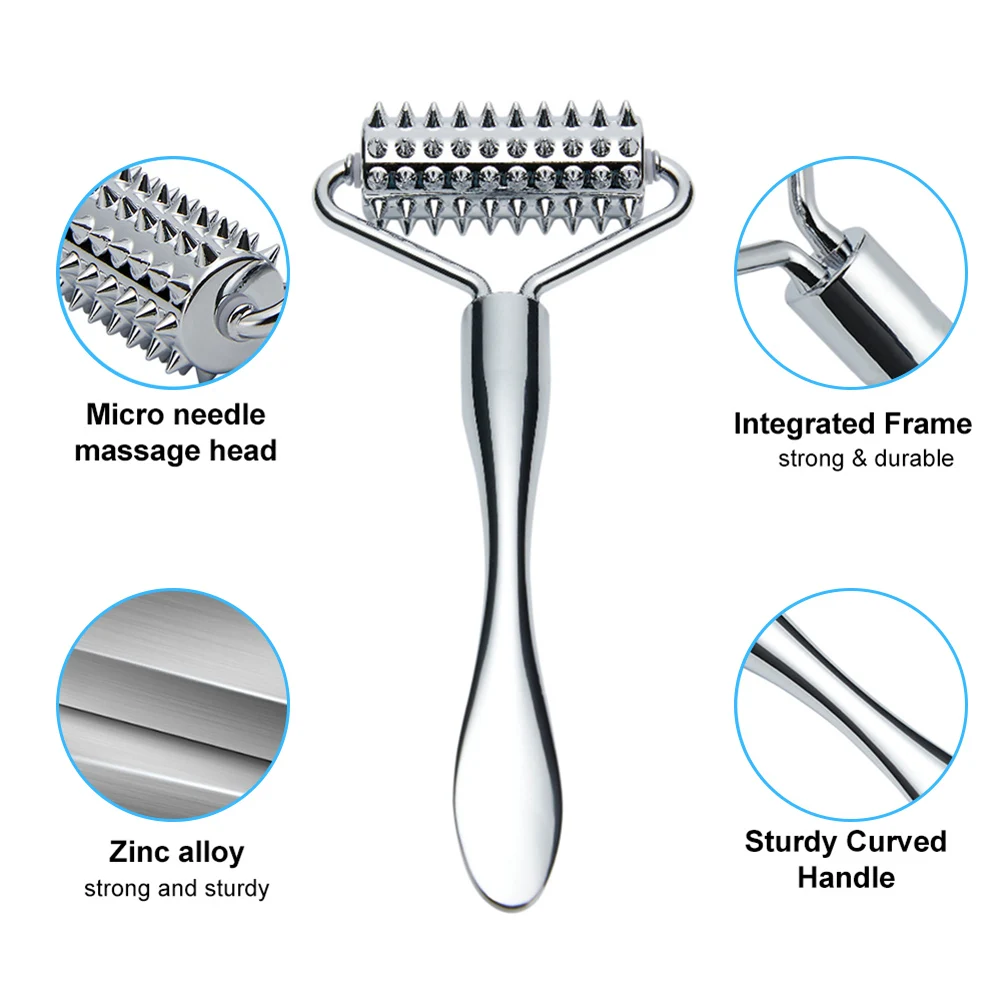 Micro needle
massage head
Integrated Frame
strong & durable
Zinc alloy
strong and sturdy
Sturdy Curved
Handle